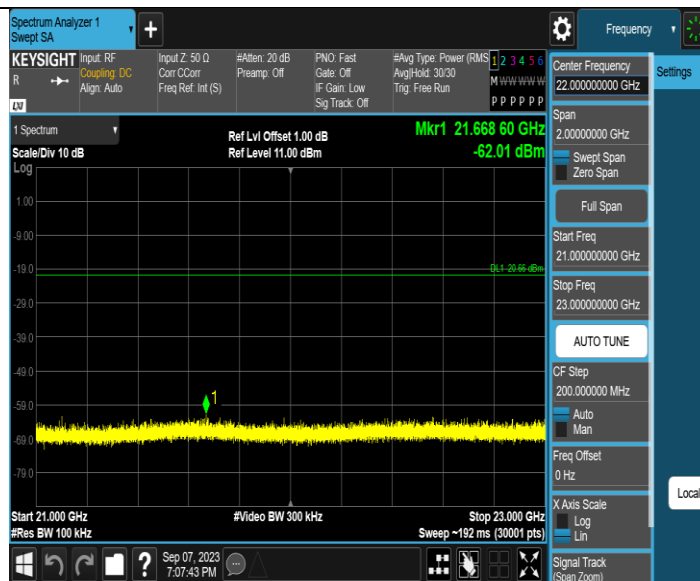 Spectrum Analyzer 1
Swept SA
+
Frequency
KEYSIGHT
R
LXI
Input: RF
Coupling: DC
Align: Auto
Input Z: 50 Ω
Corr CCorr
Freq Ref: Int (S)
#Atten: 20 dB
Preamp: Off
PNO: Fast
Gate: Off
IF Gain: Low
Sig Track: Off
#Avg Type: Power (RMS
Avg|Hold: 30/30
Trig: Free Run
1 2 3 4 5 6
M W W W W W
P P P P P P
1 Spectrum
Scale/Div 10 dB
Log
Ref Lvl Offset 1.00 dB
Ref Level 11.00 dBm
Mkr1 21.668 60 GHz
-62.01 dBm
1.00
-9.00
-19.0
DL1 -20.66 dBm
-29.0
-39.0
-49.0
-59.0
1
-69.0
-79.0
Start 21.000 GHz
#Res BW 100 kHz
#Video BW 300 kHz
Stop 23.000 GHz
Sweep ~192 ms (30001 pts)
?
Sep 07, 2023
7:07:43 PM
Center Frequency
22.000000000 GHz
Settings
Span
2.00000000 GHz
Swept Span
Zero Span
Full Span
Start Freq
21.000000000 GHz
Stop Freq
23.000000000 GHz
AUTO TUNE
CF Step
200.000000 MHz
Auto
Man
Freq Offset
0 Hz
X Axis Scale
Log
Lin
Local
Signal Track
(Span Zoom)